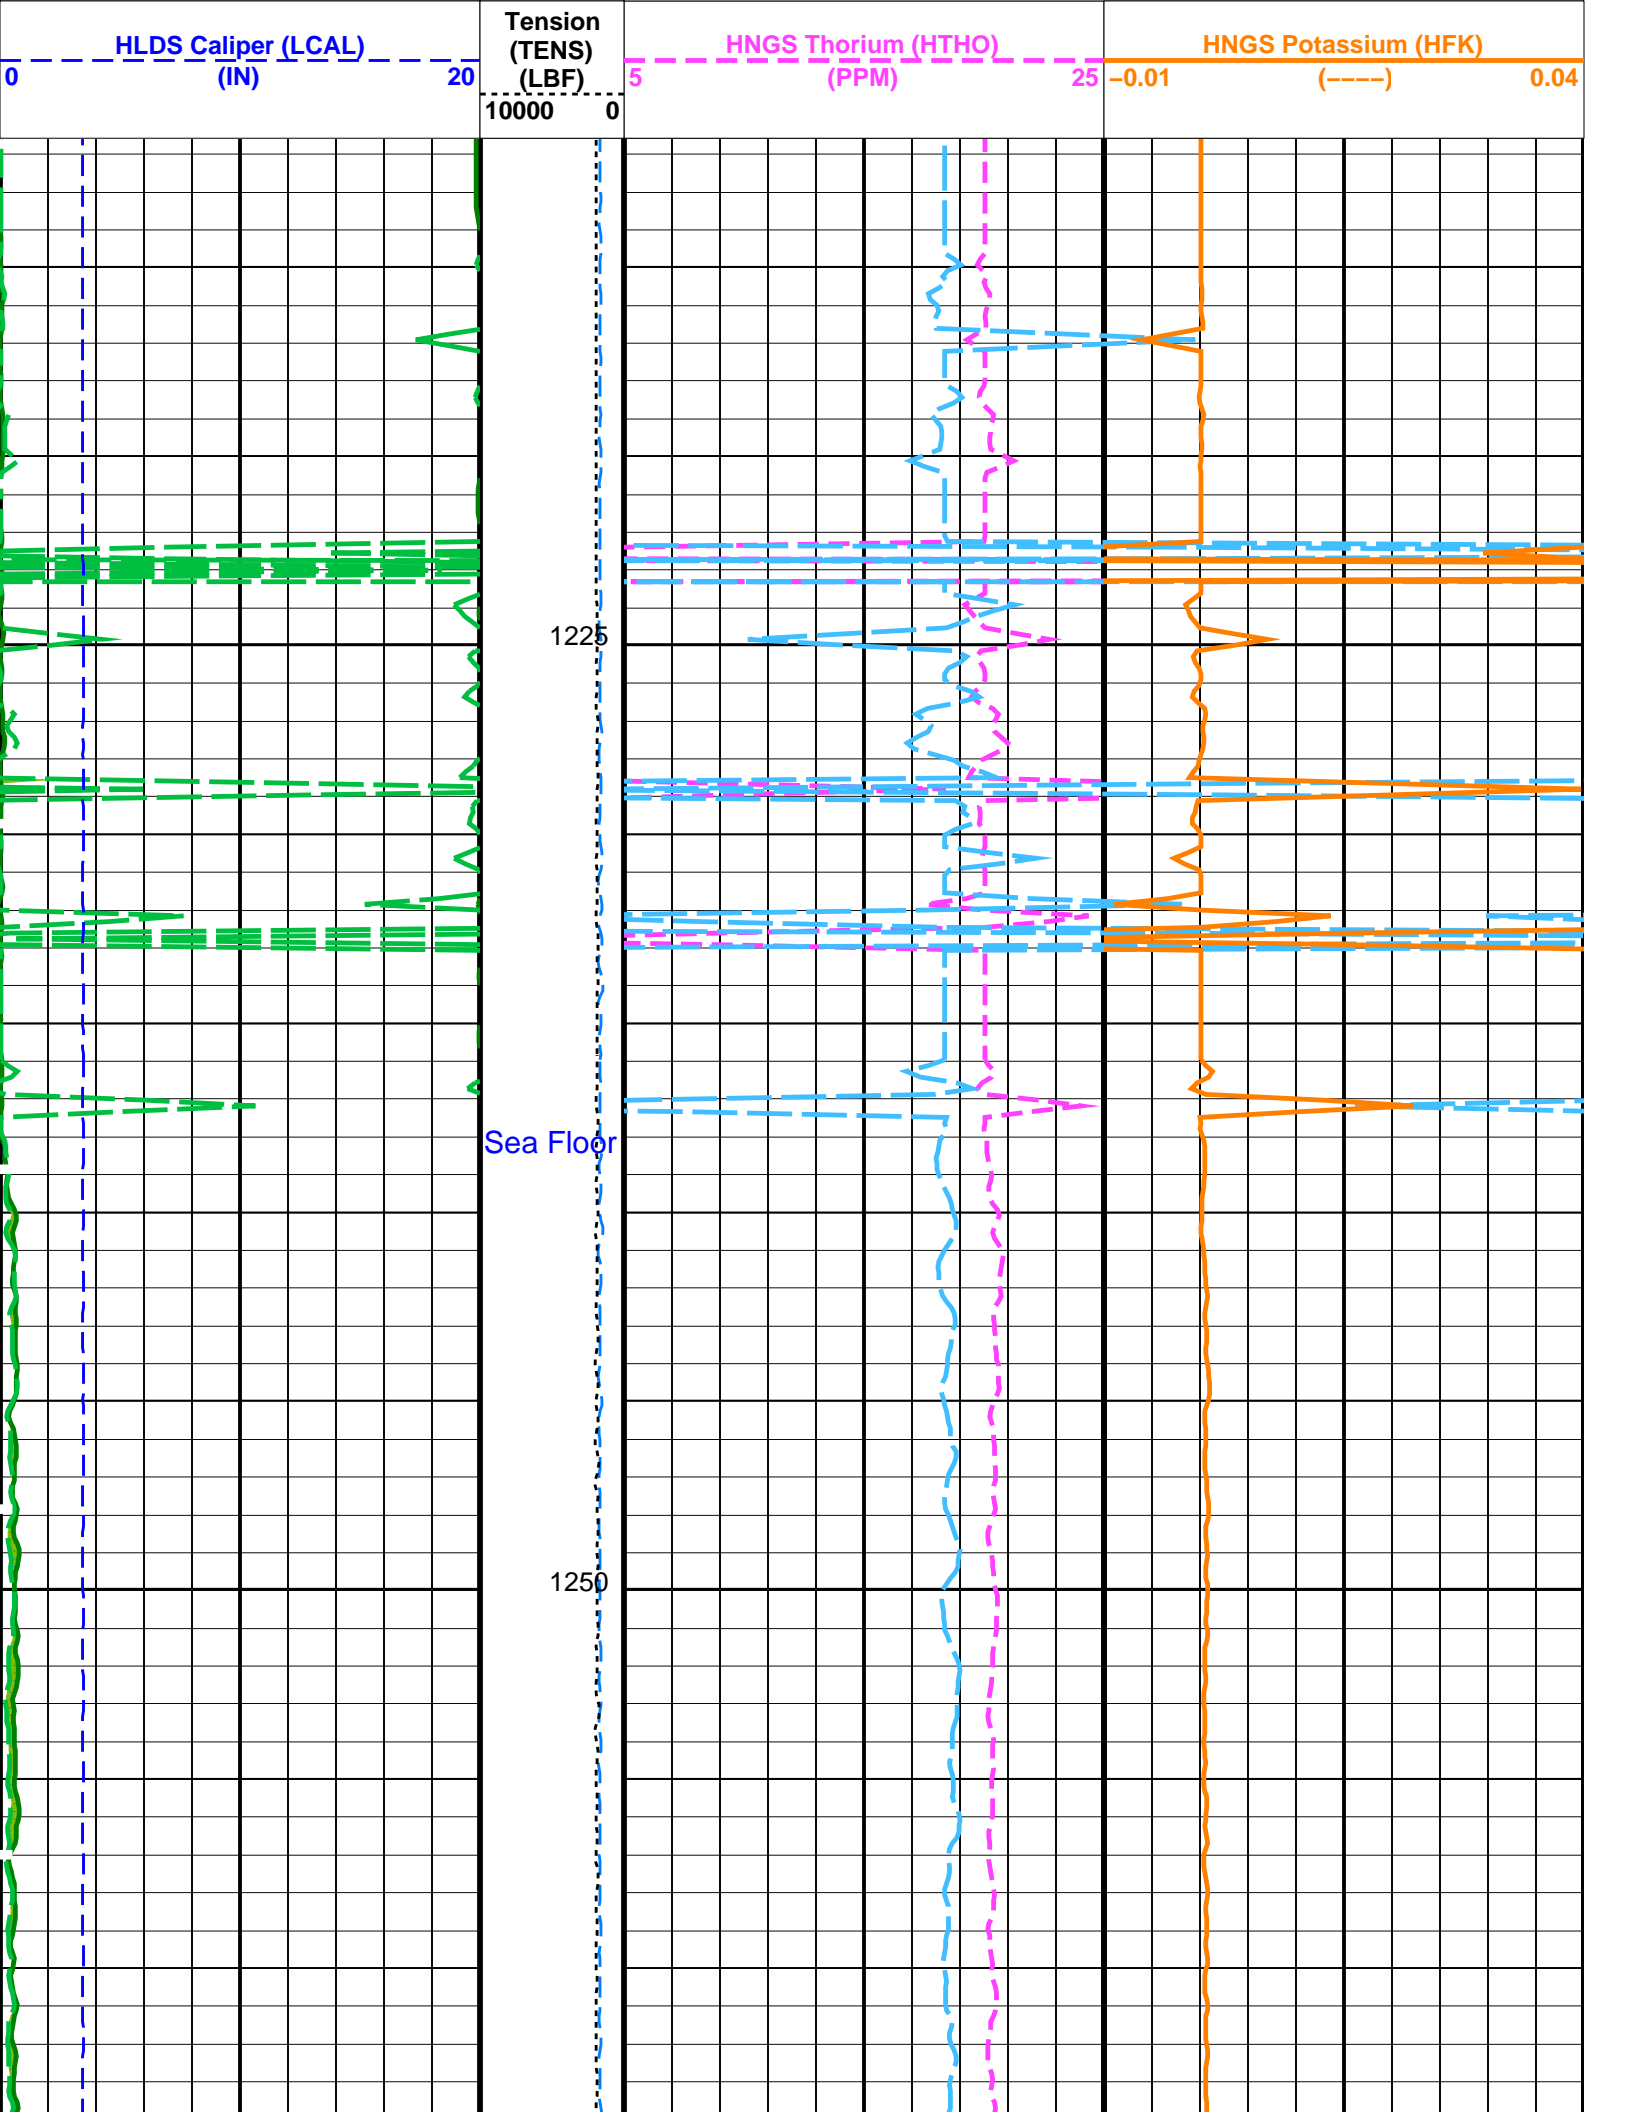 HLDS Caliper (LCAL)
0 (IN) 20
Tension
(TENS)
(LBF)
10000 0
HNGS Thorium (HTHO)
5 (PPM) 25
HNGS Potassium (HFK)
−0.01 (−−−−) 0.04
1225
Sea Floor
1250